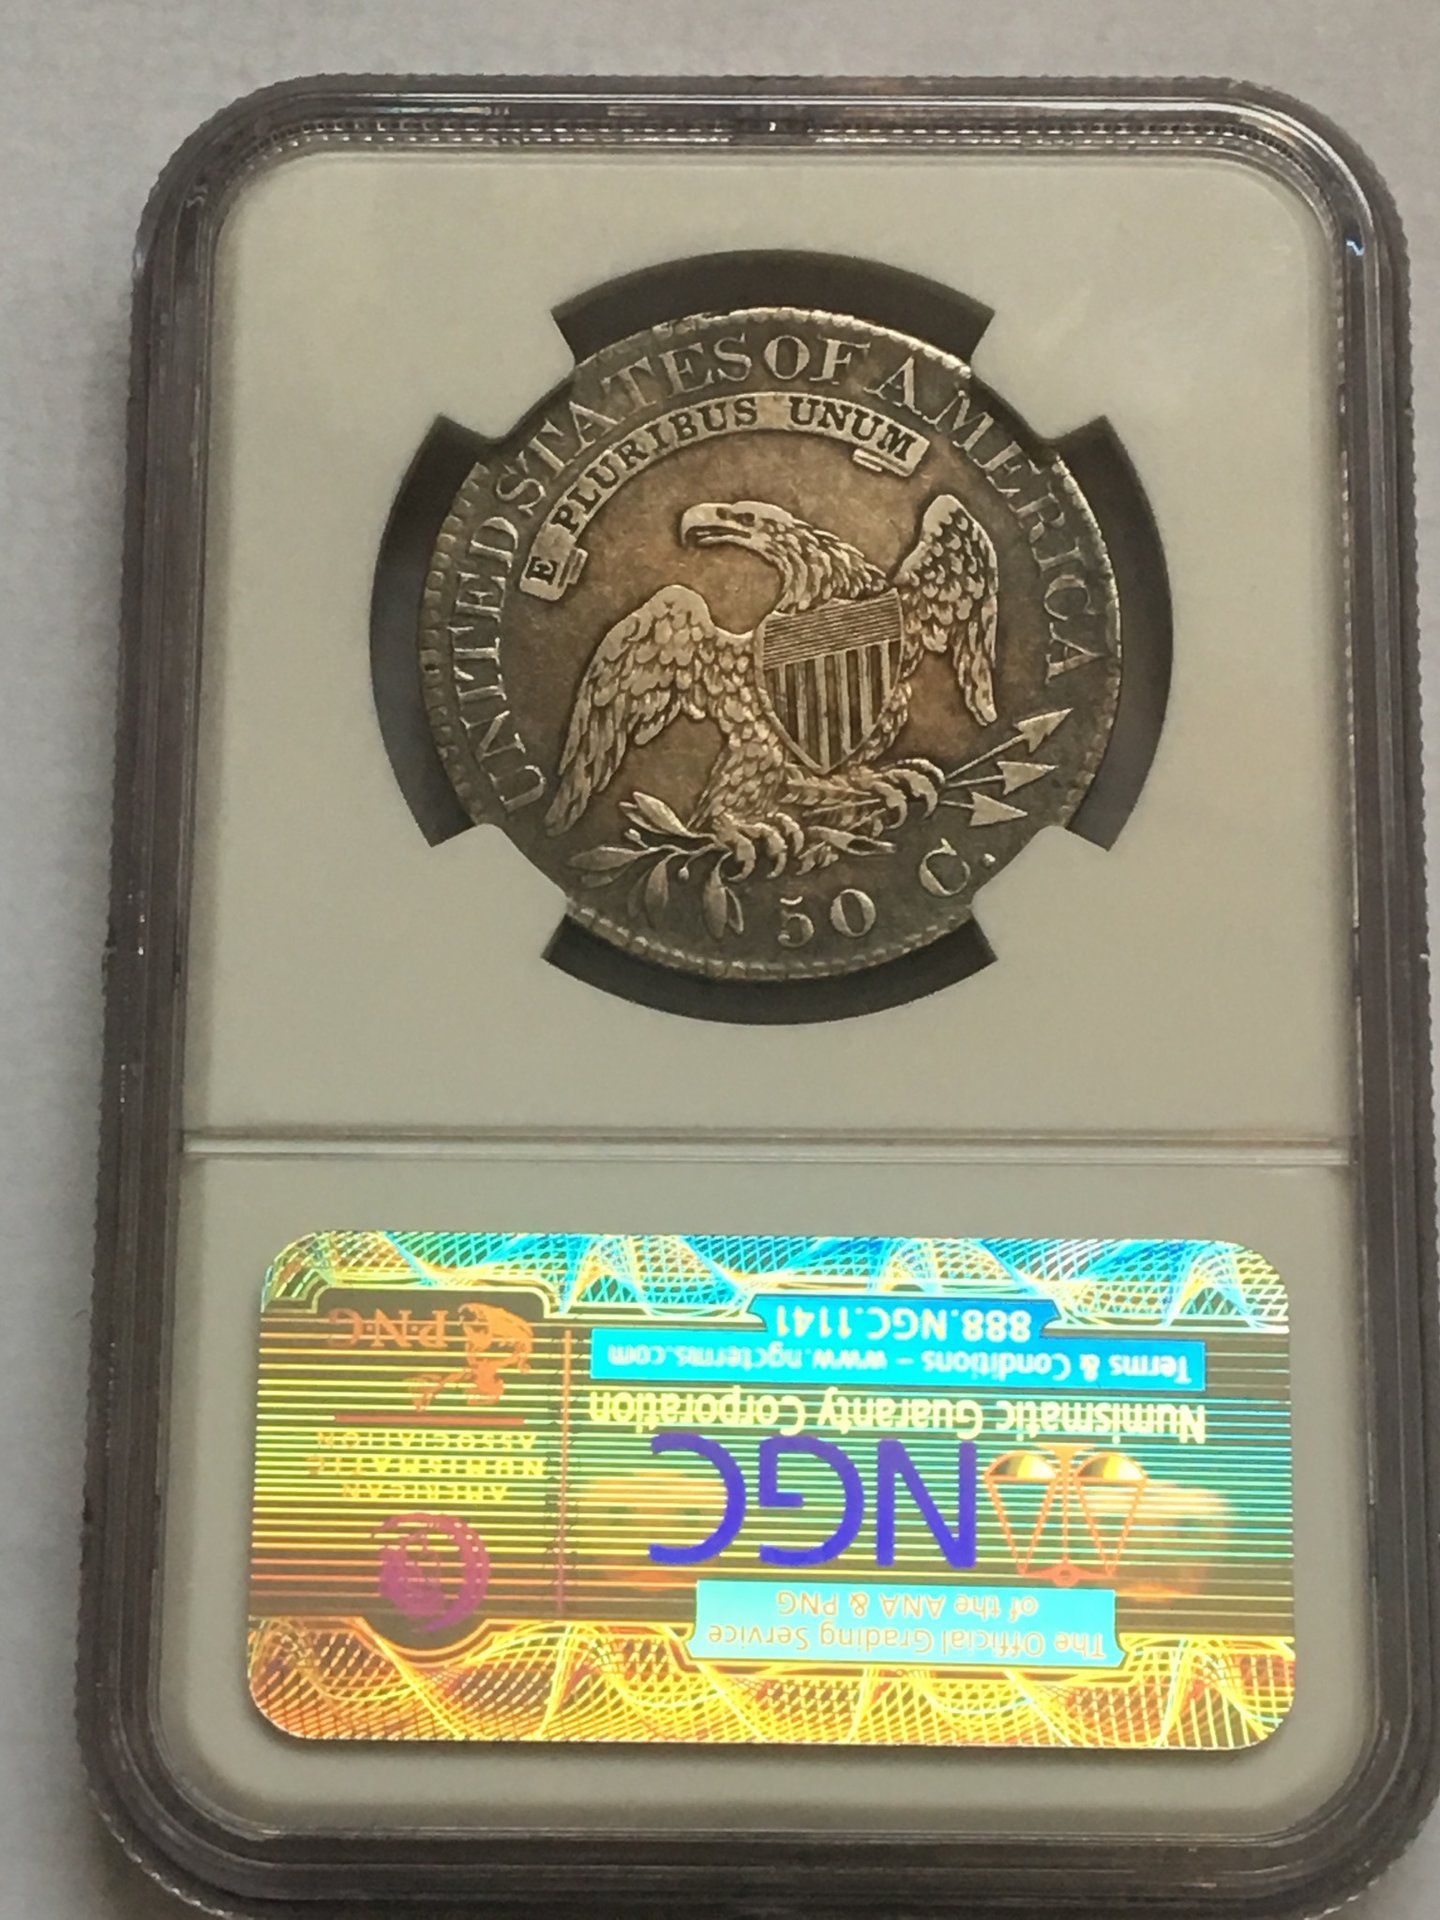 UNITED STATES OF AMERICA
E PLURIBUS UNUM
50 C.
The Official Grading Service
of the ANA & PNG
NGC
Numismatic Guaranty Corporation
Terms & Conditions – www.ngcterms.com
888.NGC.1141
AMERICAN
NUMISMATIC
ASSOCIATION
P·N·G